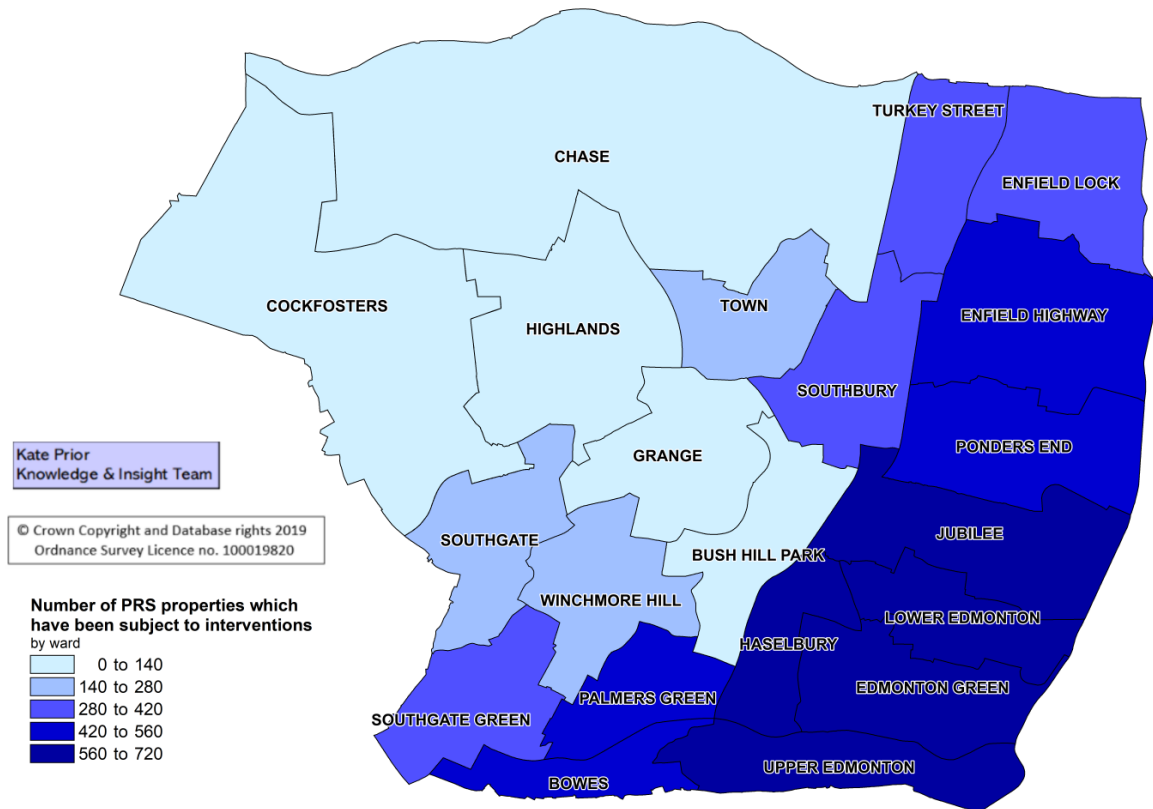 TURKEY STREET
CHASE
ENFIELD LOCK
COCKFOSTERS
HIGHLANDS
TOWN
ENFIELD HIGHWAY
SOUTHBURY
GRANGE
PONDERS END
Kate Prior
Knowledge & Insight Team
© Crown Copyright and Database rights 2019
Ordnance Survey Licence no. 100019820
SOUTHGATE
BUSH HILL PARK
JUBILEE
WINCHMORE HILL
LOWER EDMONTON
HASELBURY
EDMONTON GREEN
PALMERS GREEN
SOUTHGATE GREEN
UPPER EDMONTON
BOWES
Number of PRS properties which
have been subject to interventions
by ward
0 to 140
140 to 280
280 to 420
420 to 560
560 to 720